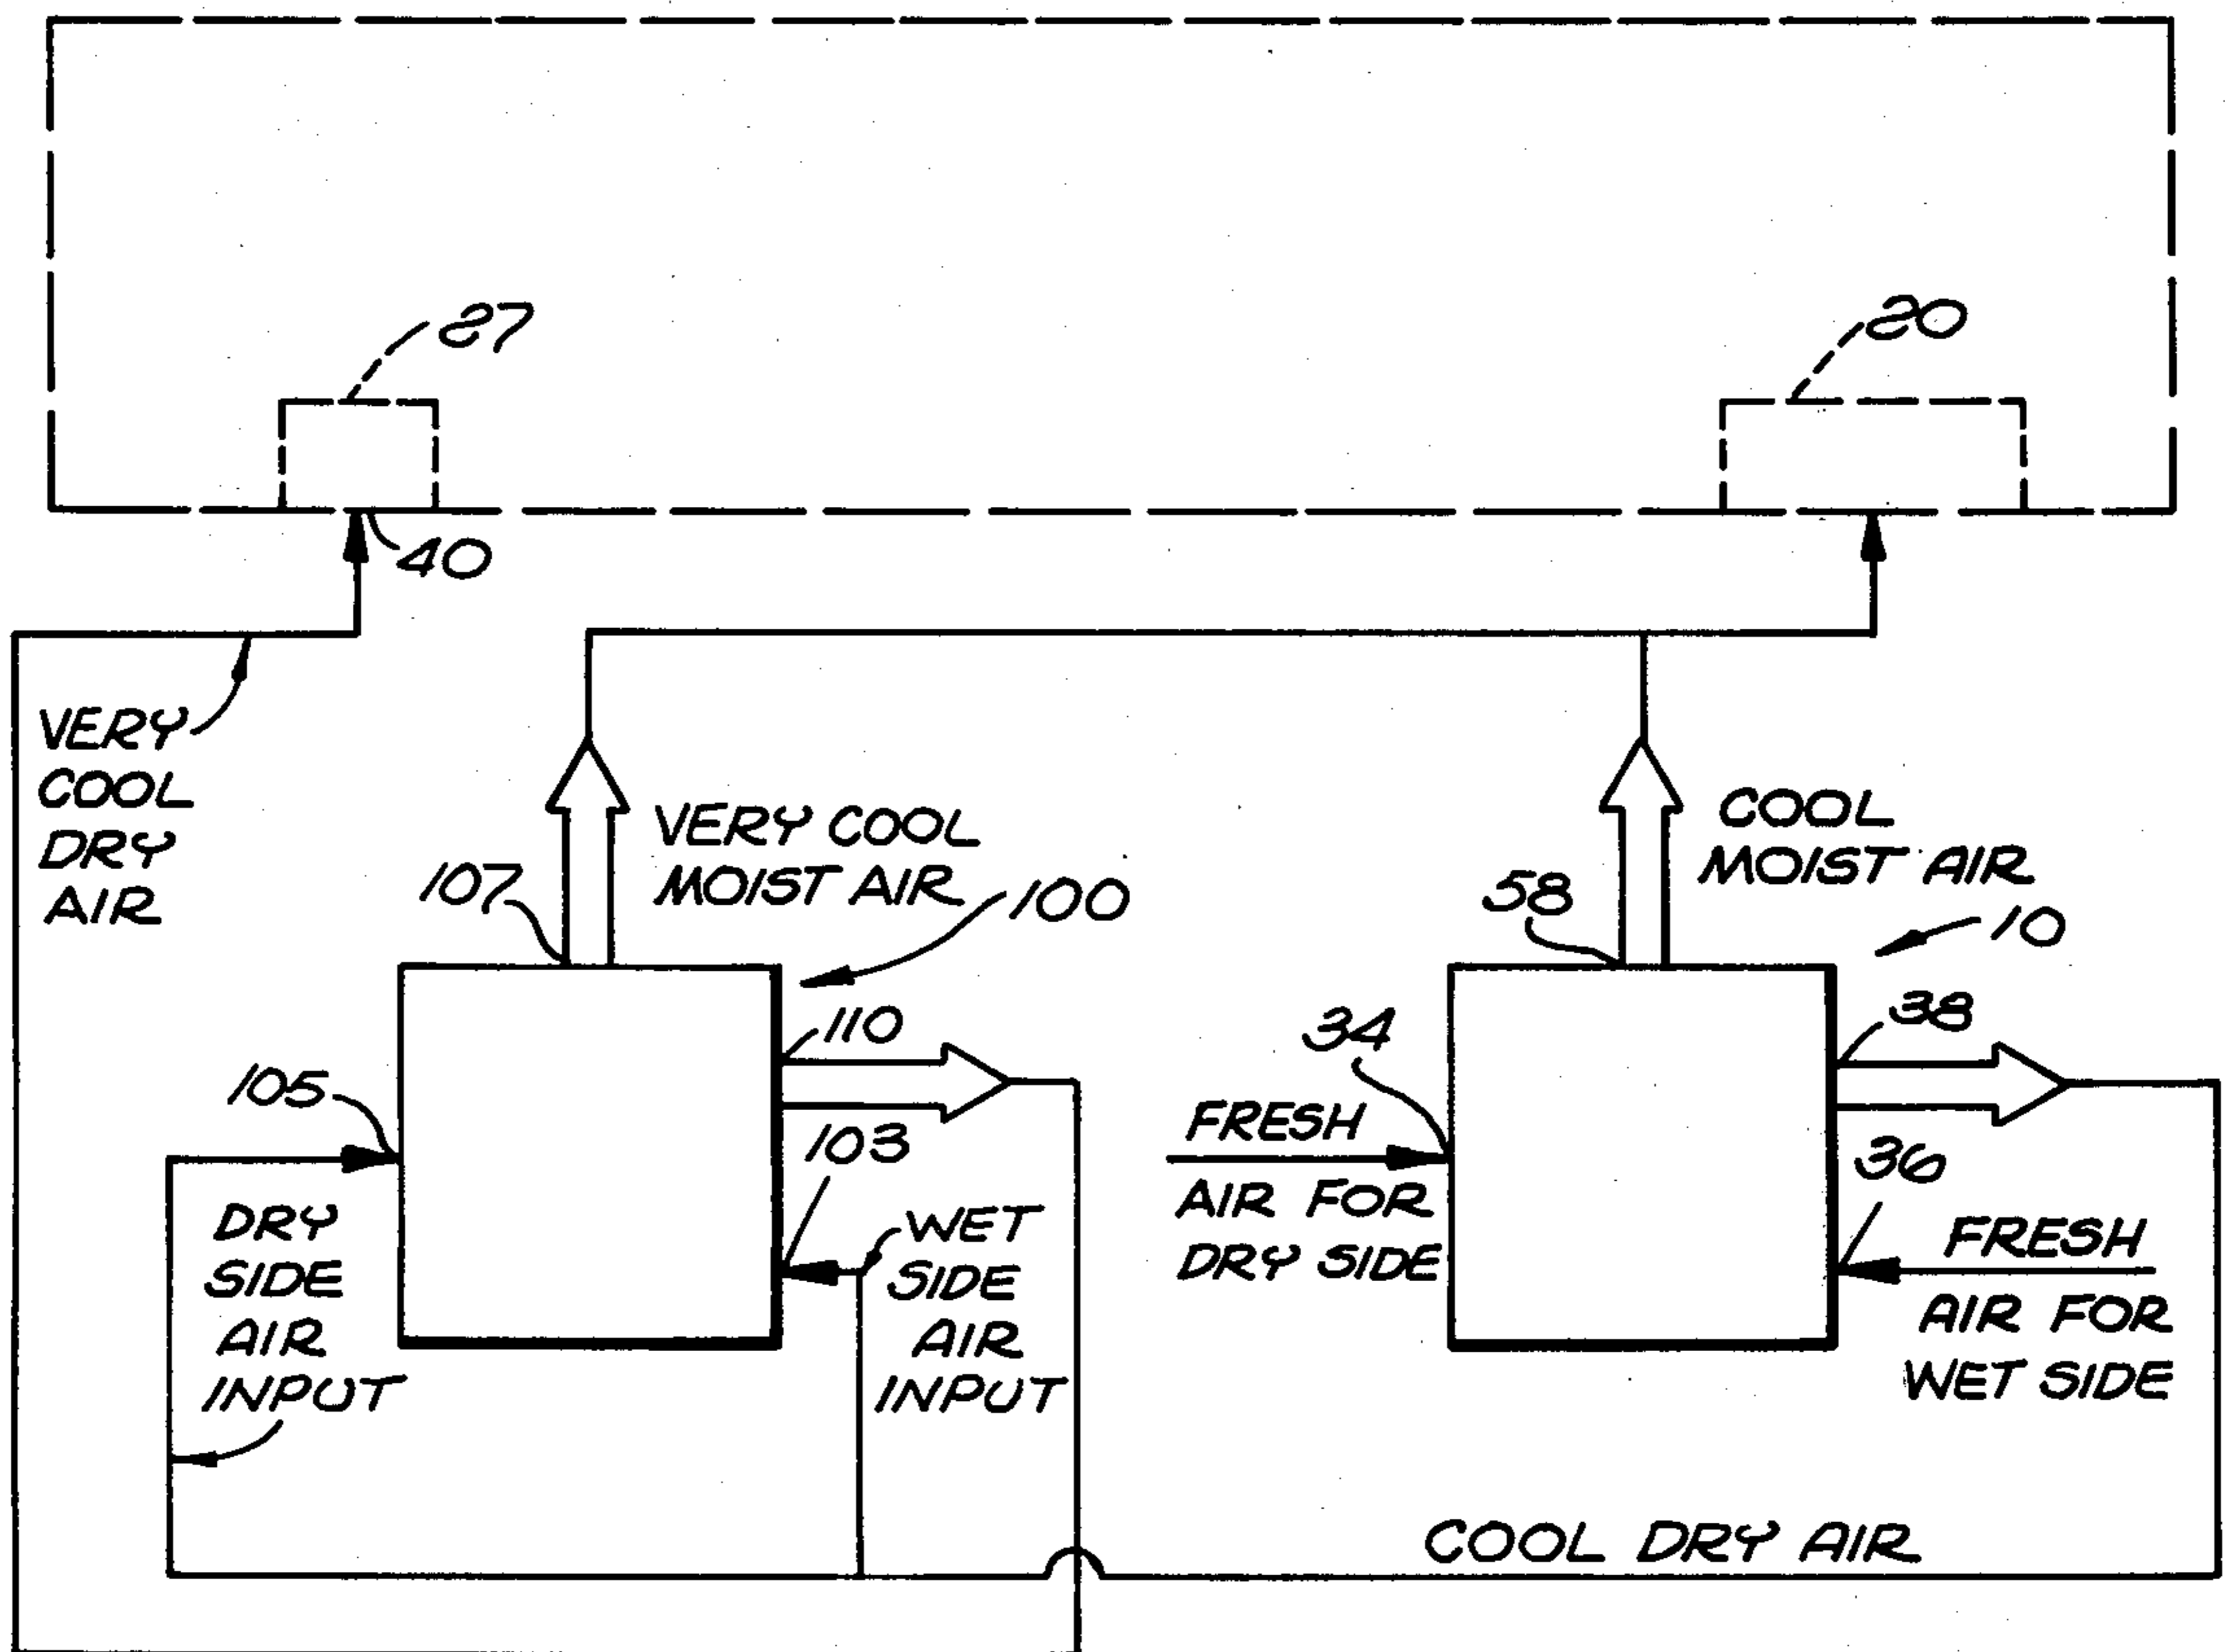 87
20
40
VERY
COOL
DRY
AIR
VERY COOL
MOIST AIR
COOL
MOIST AIR
107
100
58
10
110
38
34
105
103
FRESH
AIR FOR
DRY SIDE
36
DRY
SIDE
AIR
INPUT
WET
SIDE
AIR
INPUT
FRESH
AIR FOR
WET SIDE
COOL DRY AIR